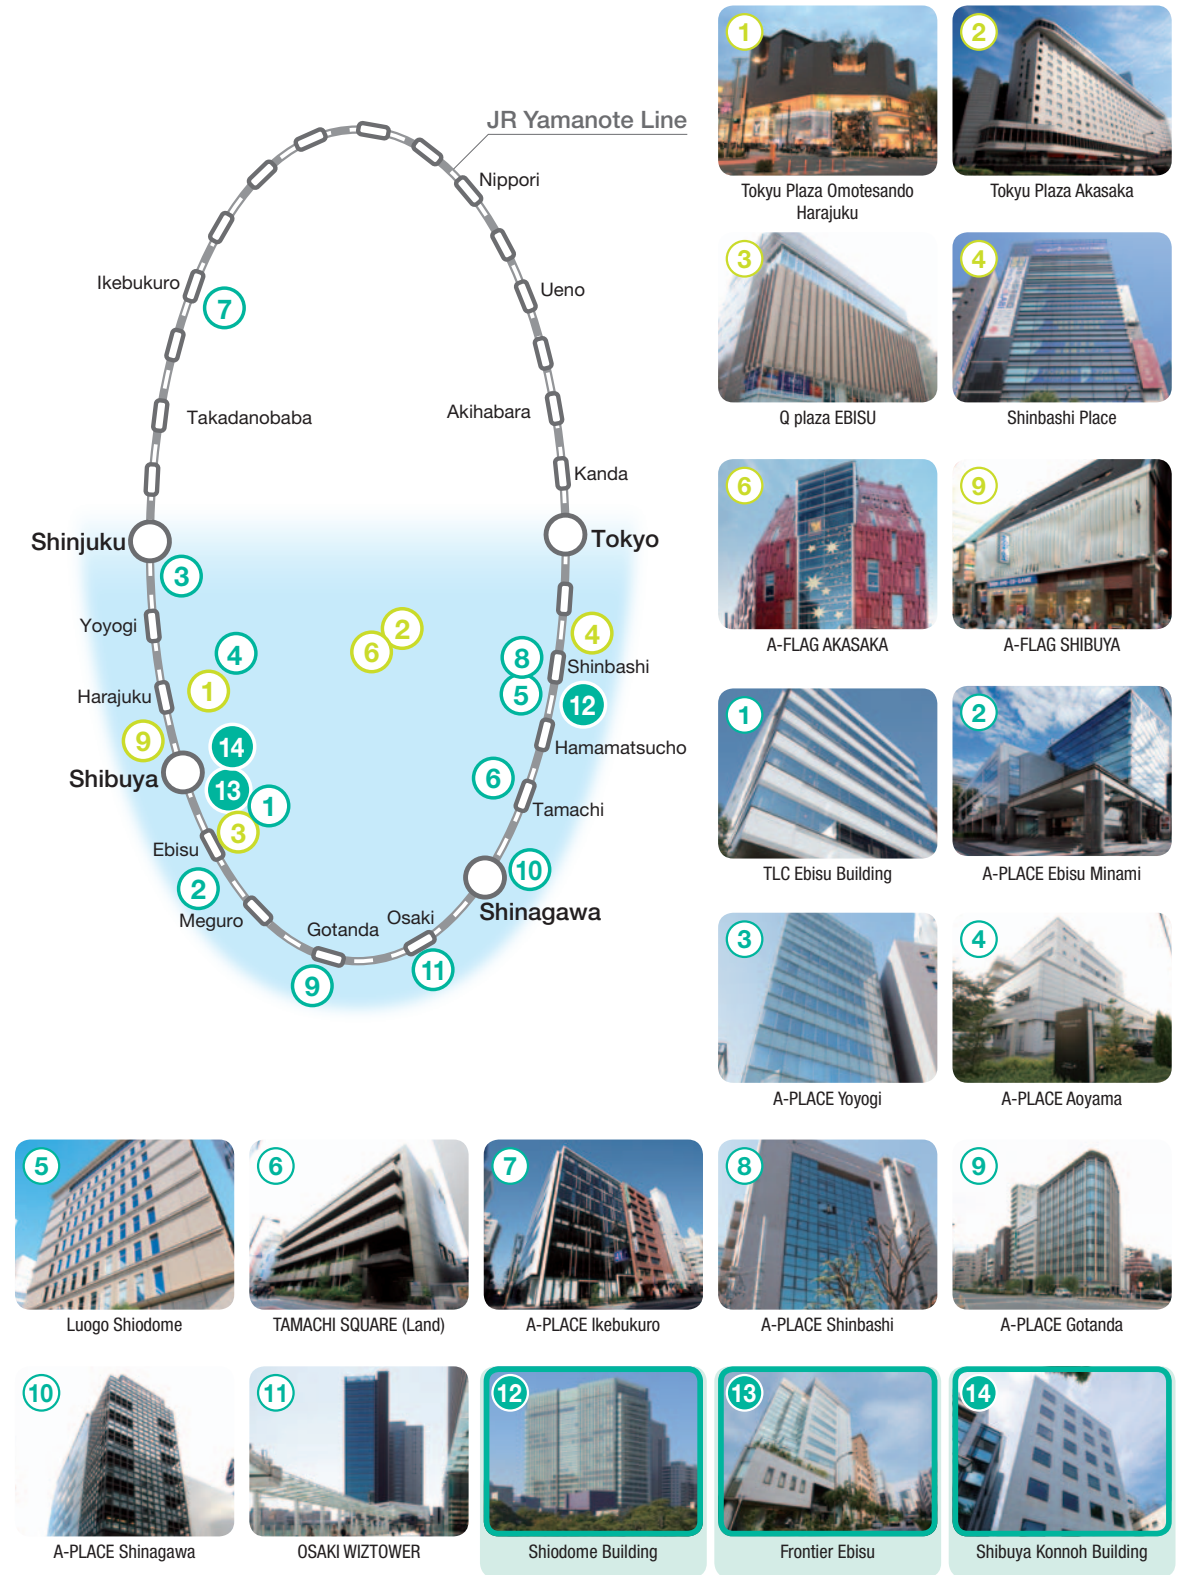 JR Yamanote Line
Nippori
Ikebukuro
7
Ueno
Takadanobaba
Akihabara
Kanda
Shinjuku
Tokyo
3
Yoyogi
2
4
6
4
8
Shinbashi
Harajuku
1
5
12
9
14
Hamamatsucho
Shibuya
13
6
1
Tamachi
3
Ebisu
10
2
Meguro
Shinagawa
Gotanda
Osaki
11
9
1
Tokyu Plaza Omotesando
Harajuku
2
Tokyu Plaza Akasaka
3
Q plaza EBISU
4
Shinbashi Place
6
A-FLAG AKASAKA
9
A-FLAG SHIBUYA
1
TLC Ebisu Building
2
A-PLACE Ebisu Minami
3
A-PLACE Yoyogi
4
A-PLACE Aoyama
5
Luogo Shiodome
6
TAMACHI SQUARE (Land)
7
A-PLACE Ikebukuro
8
A-PLACE Shinbashi
9
A-PLACE Gotanda
10
A-PLACE Shinagawa
11
OSAKI WIZTOWER
12
Shiodome Building
13
Frontier Ebisu
14
Shibuya Konnoh Building